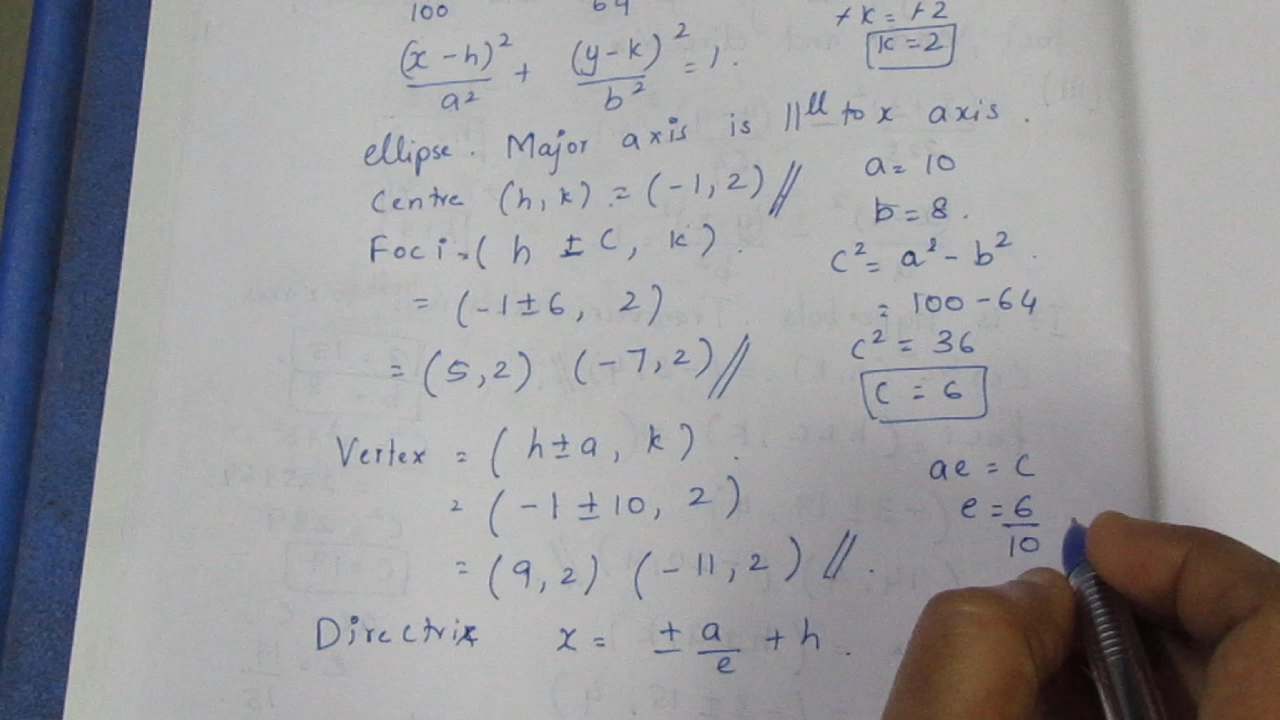 100 64
(x - h)² / a² + (y - k)² / b² = 1.
ellipse. Major axis is ||ll to x axis.
Centre (h, k) = (-1, 2) //
Foci = (h ± C, k).
= (-1 ± 6, 2)
= (5, 2) (-7, 2) //
Vertex = (h ± a, k).
= (-1 ± 10, 2)
= (9, 2) (-11, 2) //.
Directrix x = ± a/e + h.
+k = +2
k = 2
a = 10
b = 8.
c² = a² - b².
= 100 - 64
c² = 36
c = 6
ae = c
e = 6/10